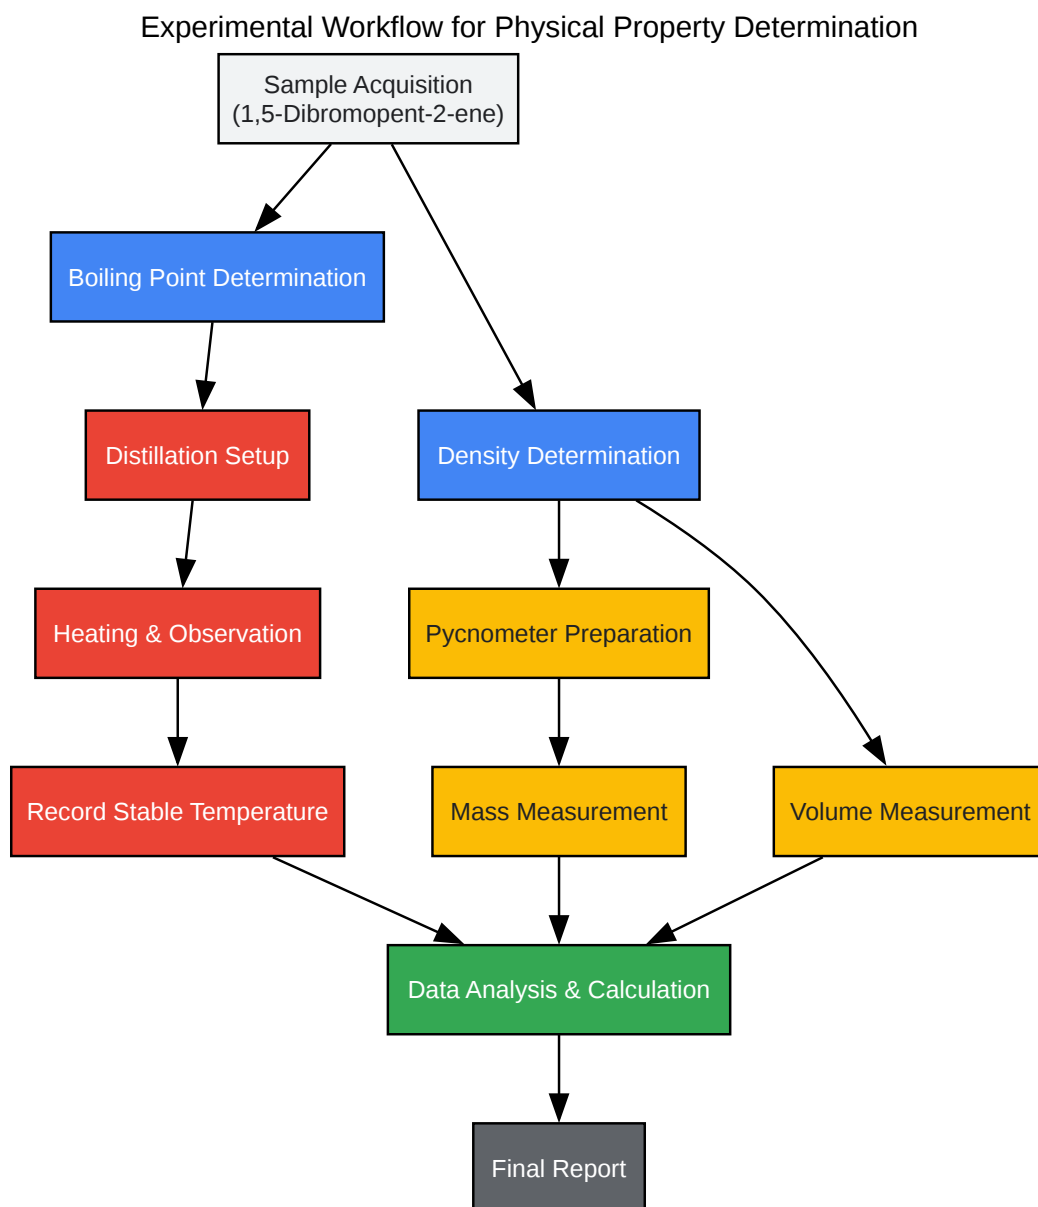 Experimental Workflow for Physical Property Determination
Sample Acquisition
(1,5-Dibromopent-2-ene)
Boiling Point Determination
Distillation Setup
Density Determination
Heating & Observation
Pycnometer Preparation
Record Stable Temperature
Mass Measurement
Volume Measurement
Data Analysis & Calculation
Final Report